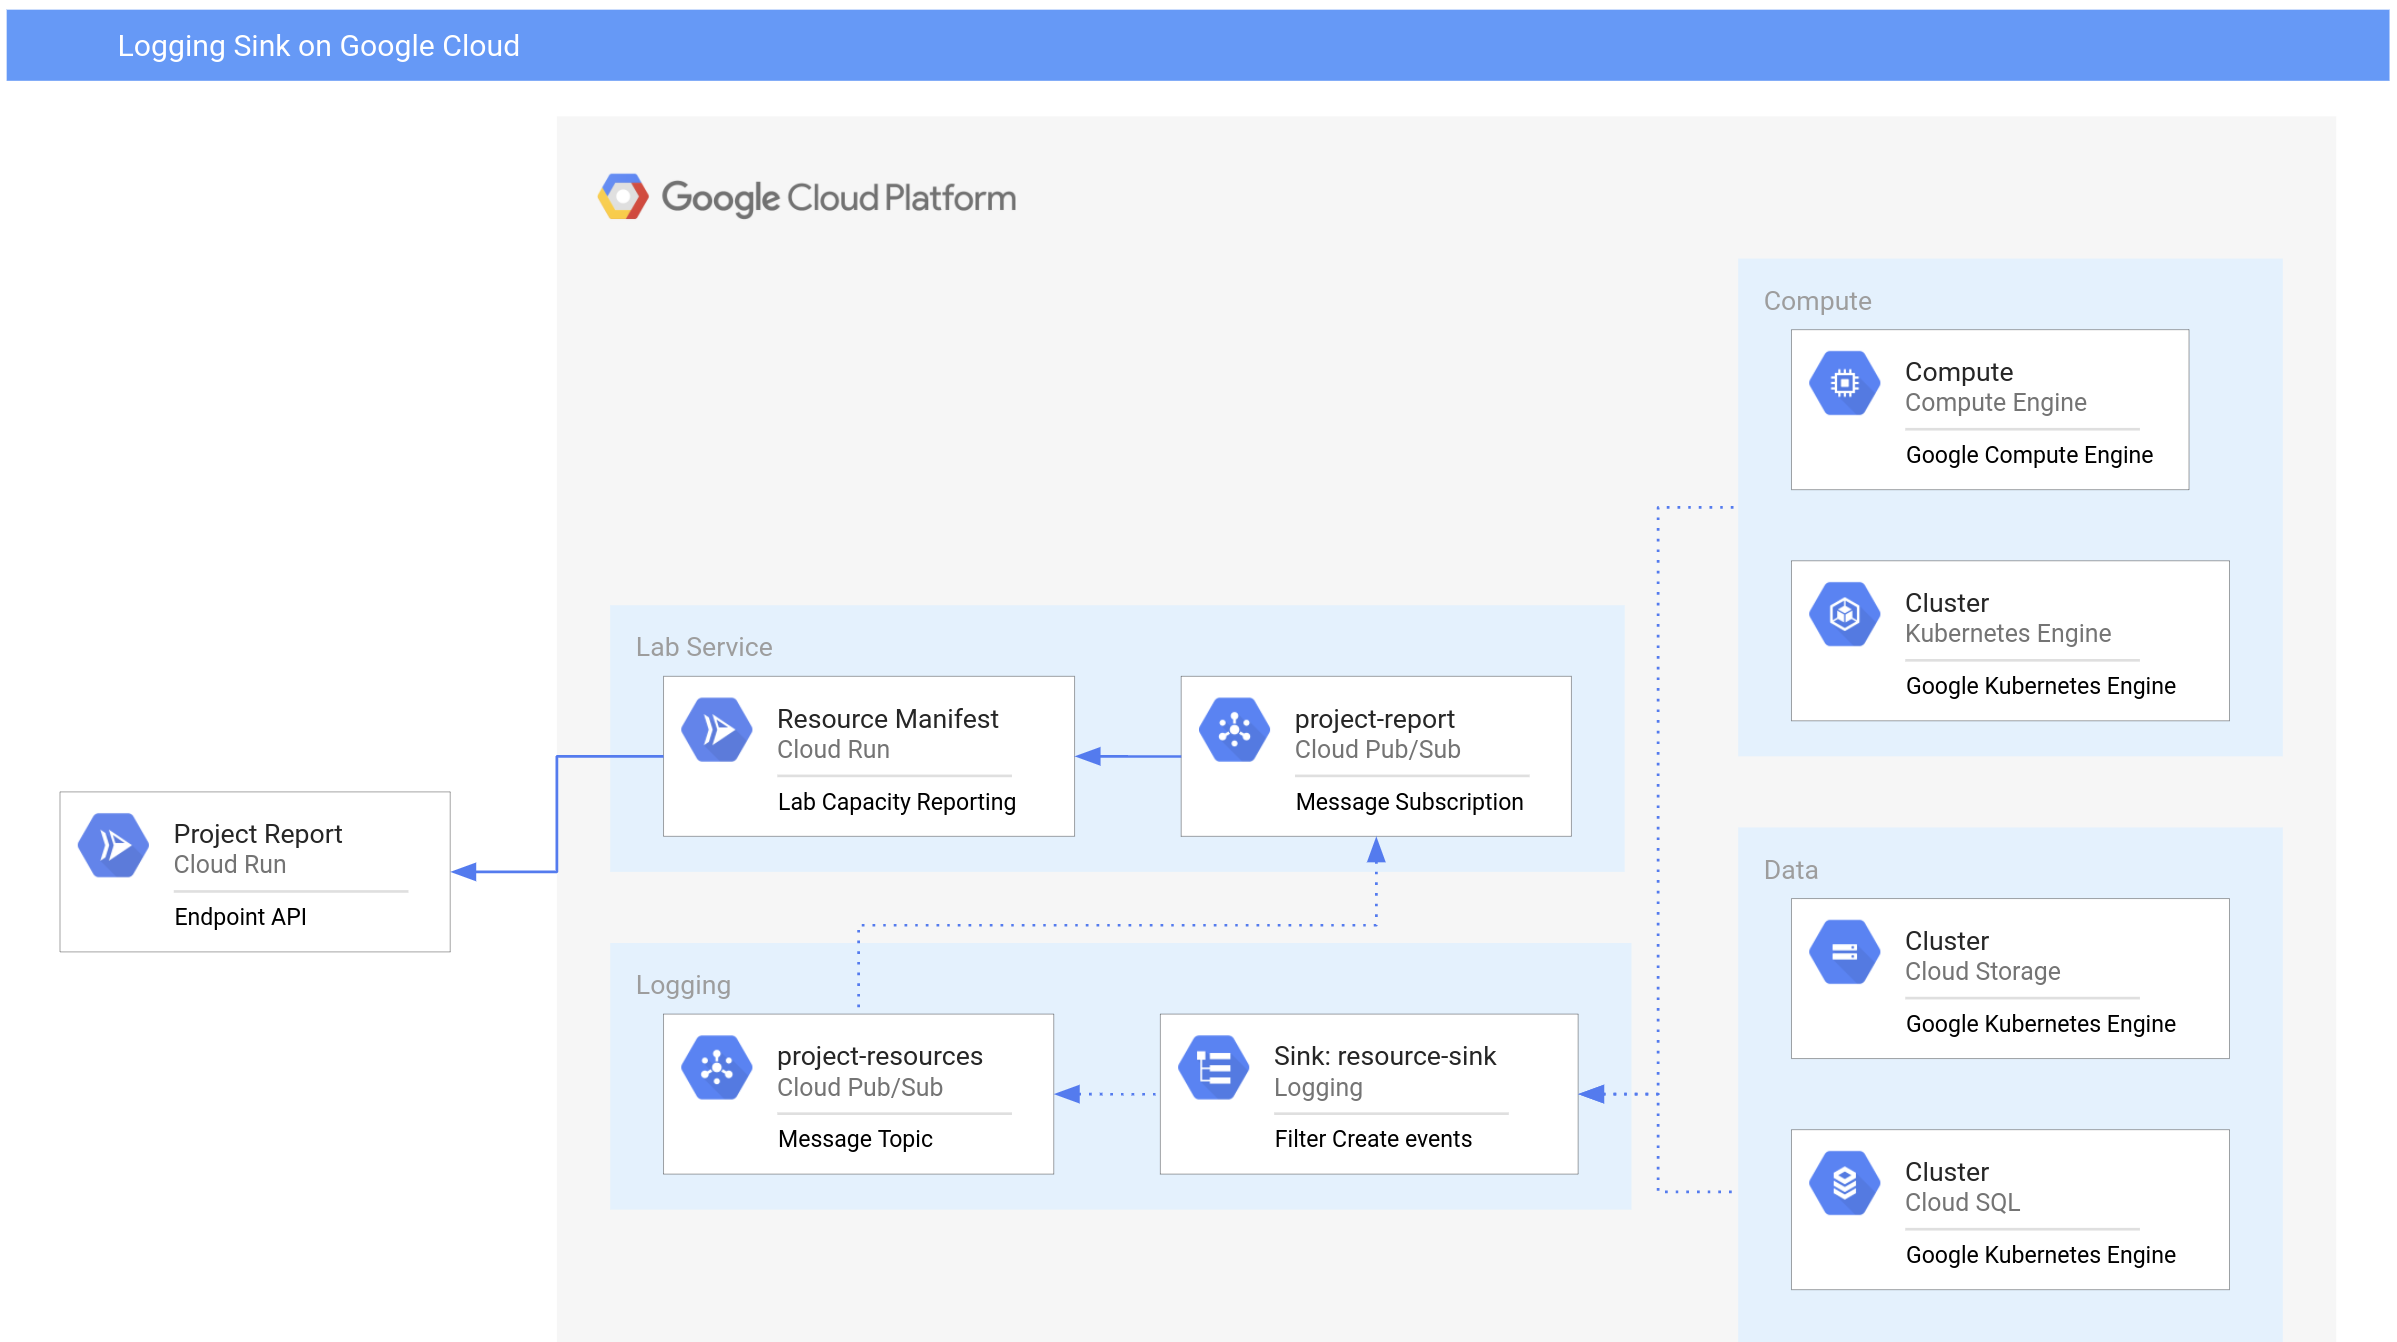 Logging Sink on Google Cloud
Google Cloud Platform
Compute
Compute
Compute Engine
Google Compute Engine
Cluster
Kubernetes Engine
Google Kubernetes Engine
Lab Service
Resource Manifest
Cloud Run
Lab Capacity Reporting
project-report
Cloud Pub/Sub
Message Subscription
Project Report
Cloud Run
Endpoint API
Data
Cluster
Cloud Storage
Google Kubernetes Engine
Logging
project-resources
Cloud Pub/Sub
Message Topic
Sink: resource-sink
Logging
Filter Create events
Cluster
Cloud SQL
Google Kubernetes Engine